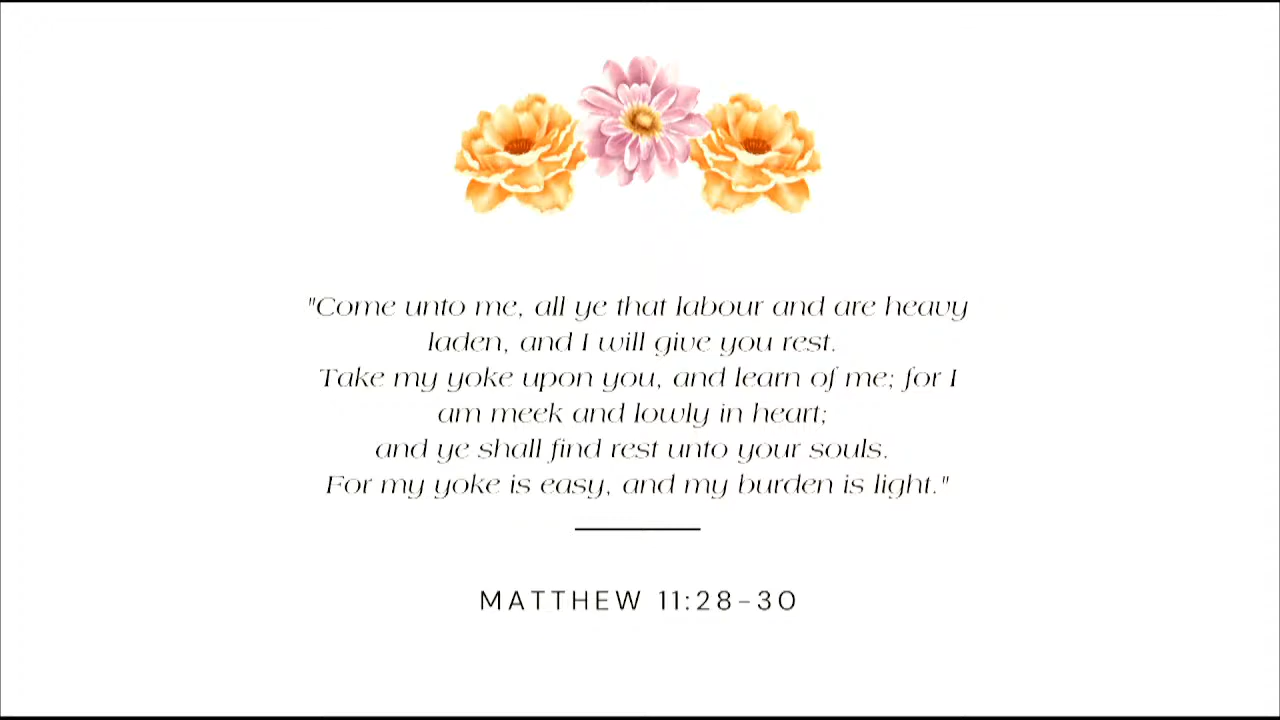 "Come unto me, all ye that labour and are heavy
laden, and I will give you rest.
Take my yoke upon you, and learn of me; for I
am meek and lowly in heart;
and ye shall find rest unto your souls.
For my yoke is easy, and my burden is light."
MATTHEW 11:28-30